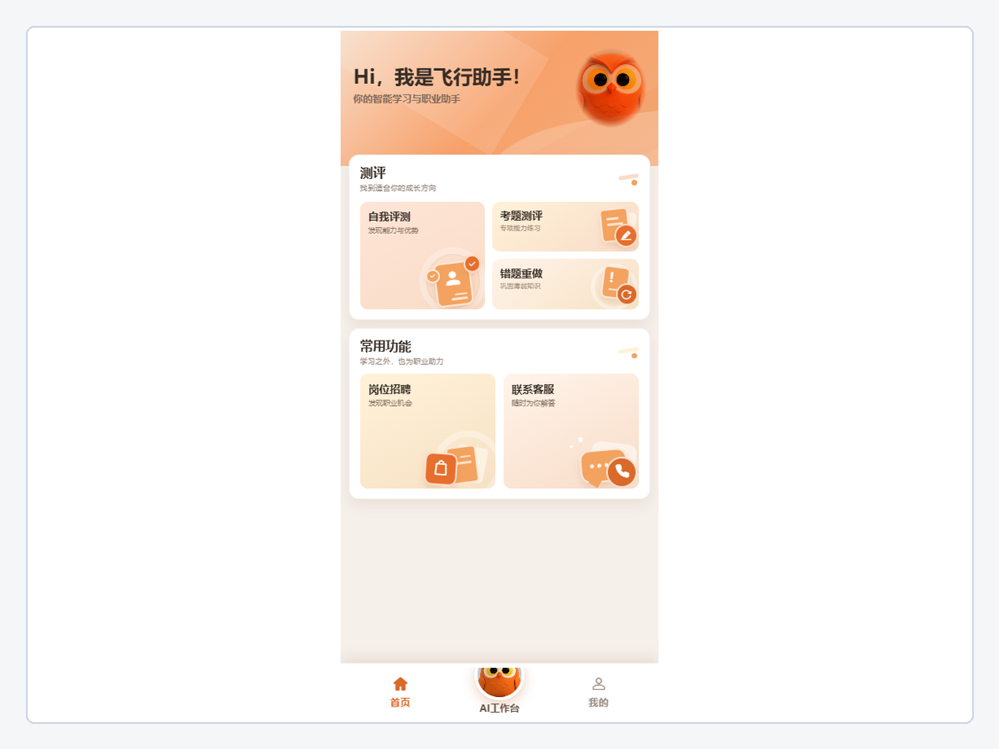 Hi，我是飞行助手！
你的智能学习与职业助手
测评
找到适合你的成长方向
自我评测
发现能力与优势
考题测评
专项能力练习
错题重做
巩固薄弱知识
常用功能
学习之外，也为职业助力
岗位招聘
发现职业机会
联系客服
随时为你解答
首页
AI工作台
我的